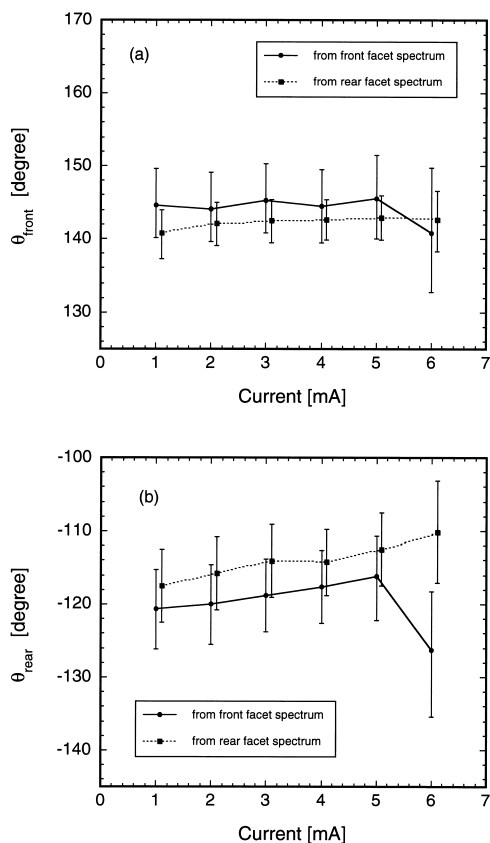 170
(a)
from front facet spectrum
from rear facet spectrum
160
150
140
130
θfront [degree]
0 1 2 3 4 5 6 7
Current [mA]
-100
(b)
-110
-120
-130
-140
θrear [degree]
from front facet spectrum
from rear facet spectrum
0 1 2 3 4 5 6 7
Current [mA]